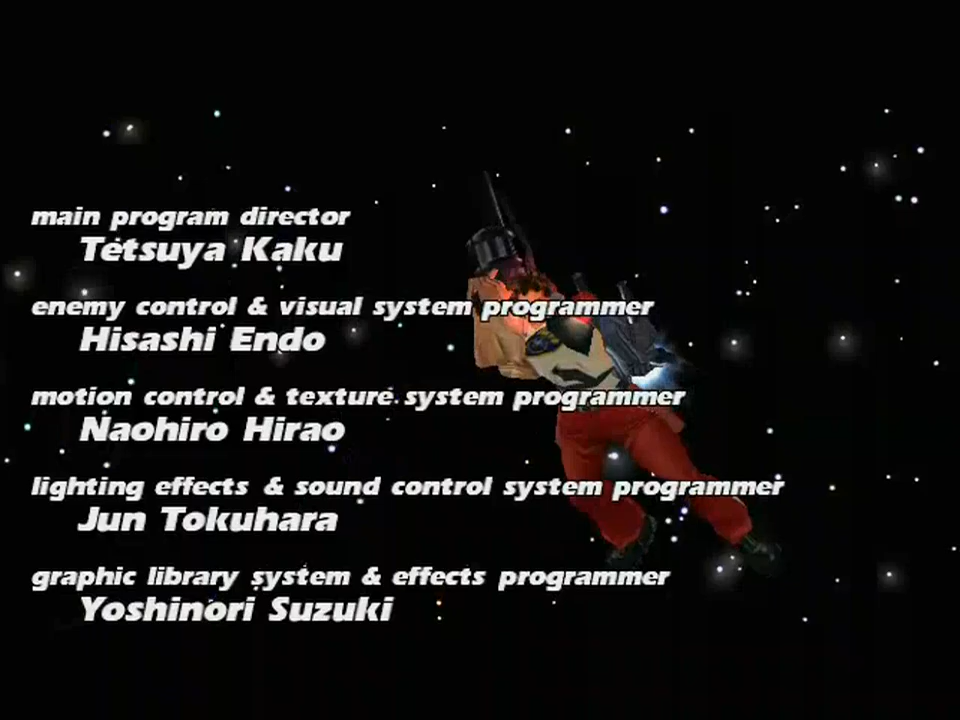 main program director
Tetsuya Kaku
enemy control & visual system programmer
Hisashi Endo
motion control & texture system programmer
Naohiro Hirao
lighting effects & sound control system programmer
Jun Tokuhara
graphic library system & effects programmer
Yoshinori Suzuki